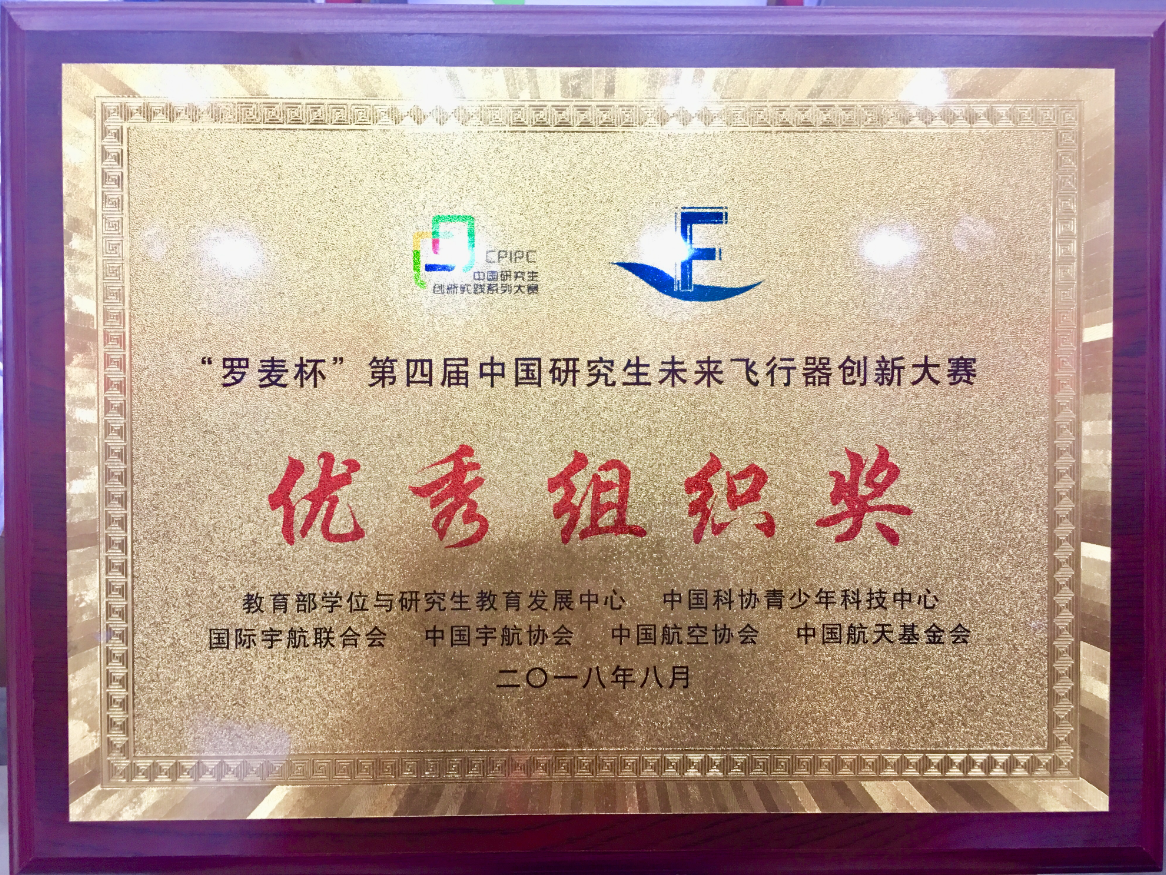 CPIPC
中国研究生
创新实践系列大赛
F
“罗麦杯”第四届中国研究生未来飞行器创新大赛
优秀组织奖
教育部学位与研究生教育发展中心 中国科协青少年科技中心
国际宇航联合会 中国宇航协会 中国航空协会 中国航天基金会
二〇一八年八月